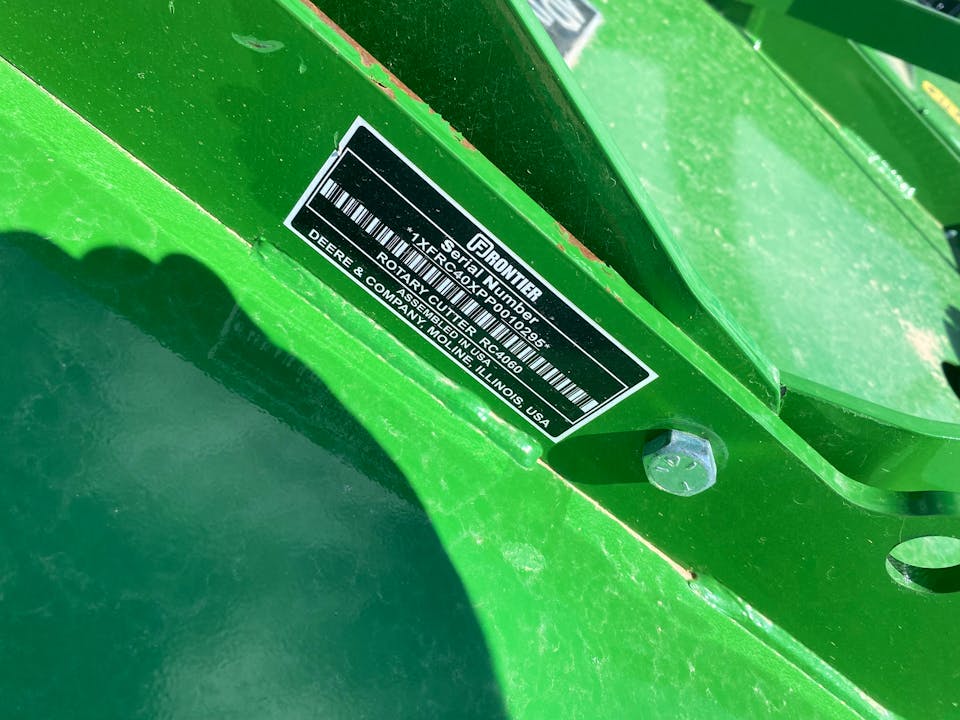 FRONTIER
Serial Number
*1XFRC40XPP0010295*
ROTARY CUTTER RC4060
ASSEMBLED IN USA
DEERE & COMPANY, MOLINE, ILLINOIS, USA